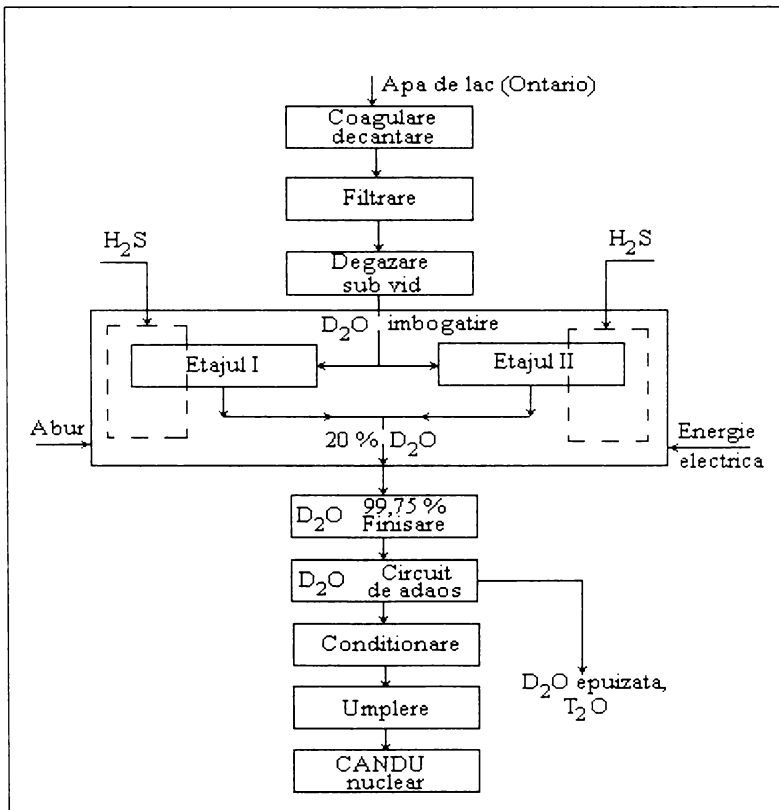 Apa de lac (Ontario)
Coagulare
decantare
Filtrare
H₂S
H₂S
Degazare
sub vid
D₂O imbogatire
Etajul I
Etajul II
Abur
20 % D₂O
Energie
electrica
D₂O 99,75 %
Finisare
D₂O Circuit
de adaos
Conditionare
D₂O epuizata,
T₂O
Umplere
CANDU
nuclear